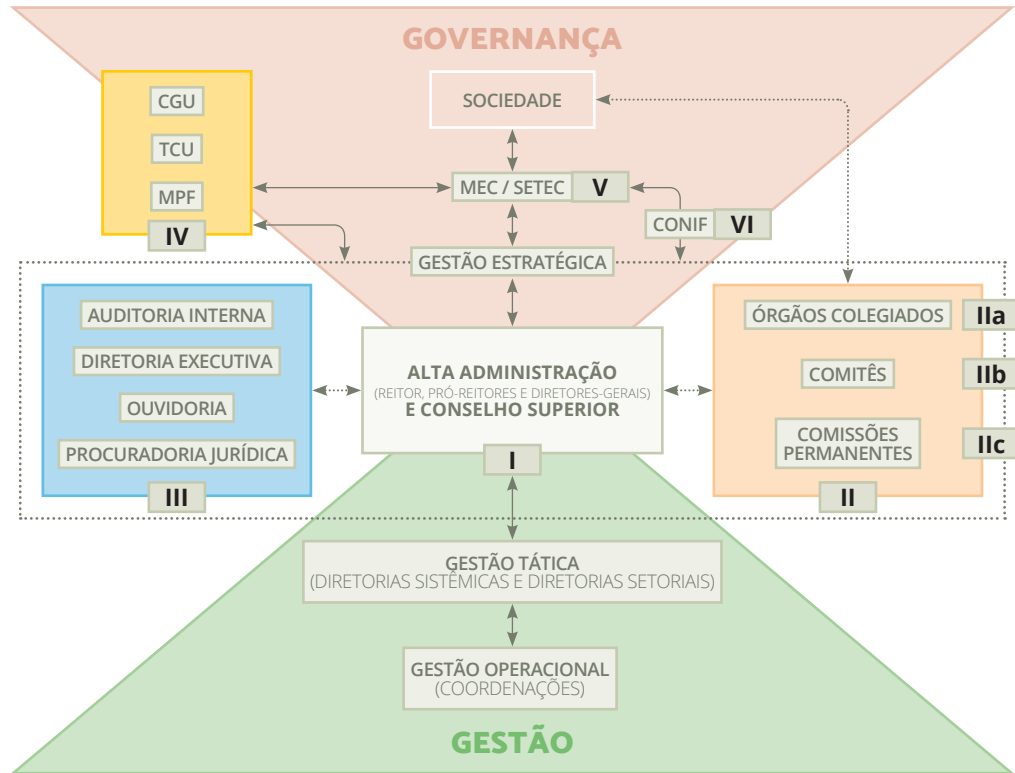 GOVERNANÇA
CGU
TCU
MPF
IV
SOCIEDADE
MEC / SETEC
V
CONIF
VI
GESTÃO ESTRATÉGICA
AUDITORIA INTERNA
DIRETORIA EXECUTIVA
OUVIDORIA
PROCURADORIA JURÍDICA
III
ALTA ADMINISTRAÇÃO
(REITOR, PRÓ-REITORES E DIRETORES-GERAIS)
E CONSELHO SUPERIOR
I
ÓRGÃOS COLEGIADOS
IIa
COMITÊS
IIb
COMISSÕES
PERMANENTES
IIc
II
GESTÃO TÁTICA
(DIRETORIAS SISTÊMICAS E DIRETORIAS SETORIAIS)
GESTÃO OPERACIONAL
(COORDENAÇÕES)
GESTÃO